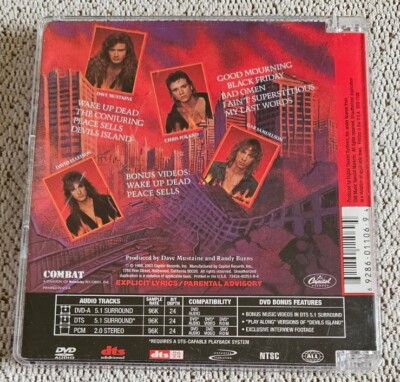 DAVE MUSTAINE
WAKE UP DEAD
THE CONJURING
PEACE SELLS
DEVILS ISLAND
CHRIS POLAND
GOOD MOURNING
BLACK FRIDAY
BAD OMEN
I AIN'T SUPERSTITIOUS
MY LAST WORDS
GAR SAMUELSON
DAVID ELLEFSON
BONUS VIDEOS:
WAKE UP DEAD
PEACE SELLS
Produced by Dave Mustaine and Randy Burns
COMBAT
EXPLICIT LYRICS/PARENTAL ADVISORY
Capitol
AUDIO TRACKS SAMPLE RATE BIT DEPTH COMPATIBILITY DVD BONUS FEATURES
DVD-A 5.1 SURROUND 96K 24
DTS 5.1 SURROUND* 96K 24
PCM 2.0 STEREO 96K 24
• BONUS MUSIC VIDEOS IN DTS 5.1 SURROUND*
• "PLAY ALONG" VERSIONS OF "DEVILS ISLAND"
• EXCLUSIVE INTERVIEW FOOTAGE
*REQUIRES A DTS-CAPABLE PLAYBACK SYSTEM
DVD AUDIO
dts
NTSC
ALL